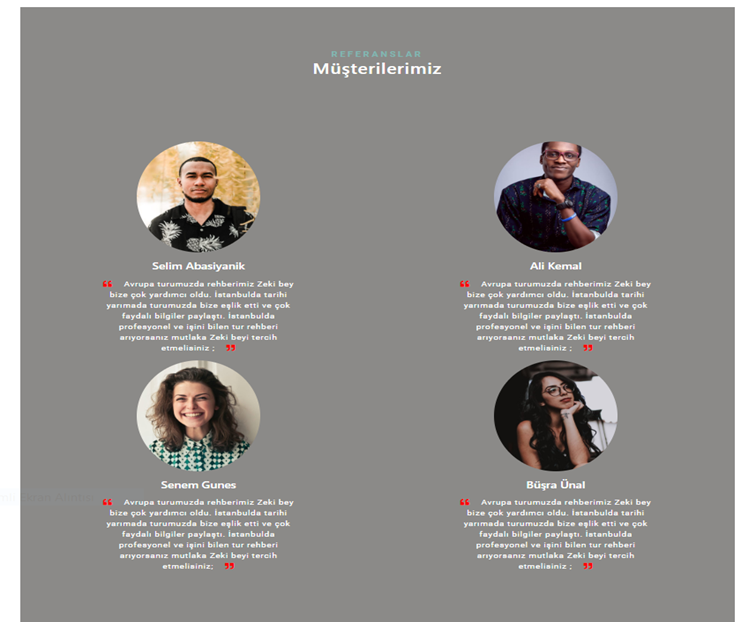 REFERANSLAR
Müşterilerimiz
Selim Abasiyanik
Avrupa turumuzda rehberimiz Zeki bey
bize çok yardımcı oldu. İstanbulda tarihi
yarımada turumuzda bize eşlik etti ve çok
faydalı bilgiler paylaştı. İstanbulda
profesyonel ve işini bilen tur rehberi
arıyorsanız mutlaka Zeki beyi tercih
etmelisiniz ;
Ali Kemal
Avrupa turumuzda rehberimiz Zeki bey
bize çok yardımcı oldu. İstanbulda tarihi
yarımada turumuzda bize eşlik etti ve çok
faydalı bilgiler paylaştı. İstanbulda
profesyonel ve işini bilen tur rehberi
arıyorsanız mutlaka Zeki beyi tercih
etmelisiniz ;
Senem Gunes
Avrupa turumuzda rehberimiz Zeki bey
bize çok yardımcı oldu. İstanbulda tarihi
yarımada turumuzda bize eşlik etti ve çok
faydalı bilgiler paylaştı. İstanbulda
profesyonel ve işini bilen tur rehberi
arıyorsanız mutlaka Zeki beyi tercih
etmelisiniz;
Büşra Ünal
Avrupa turumuzda rehberimiz Zeki bey
bize çok yardımcı oldu. İstanbulda tarihi
yarımada turumuzda bize eşlik etti ve çok
faydalı bilgiler paylaştı. İstanbulda
profesyonel ve işini bilen tur rehberi
arıyorsanız mutlaka Zeki beyi tercih
etmelisiniz ;